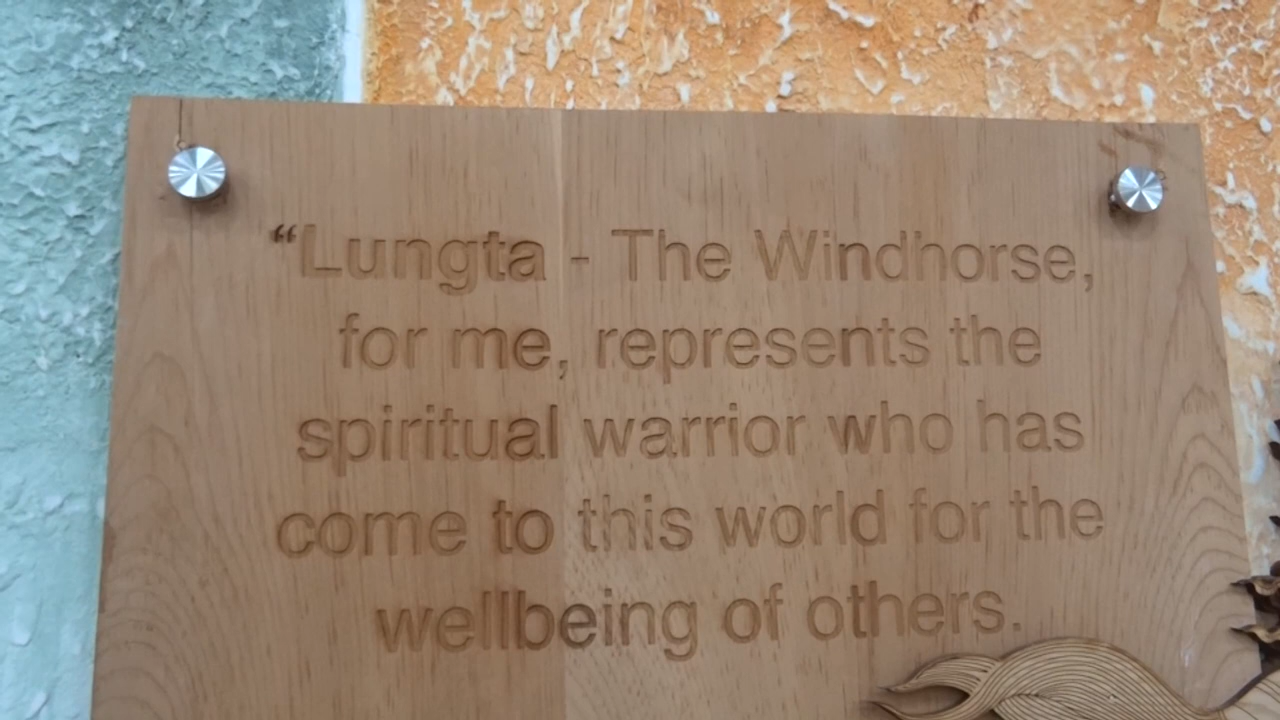 “Lungta - The Windhorse,
for me, represents the
spiritual warrior who has
come to this world for the
wellbeing of others.